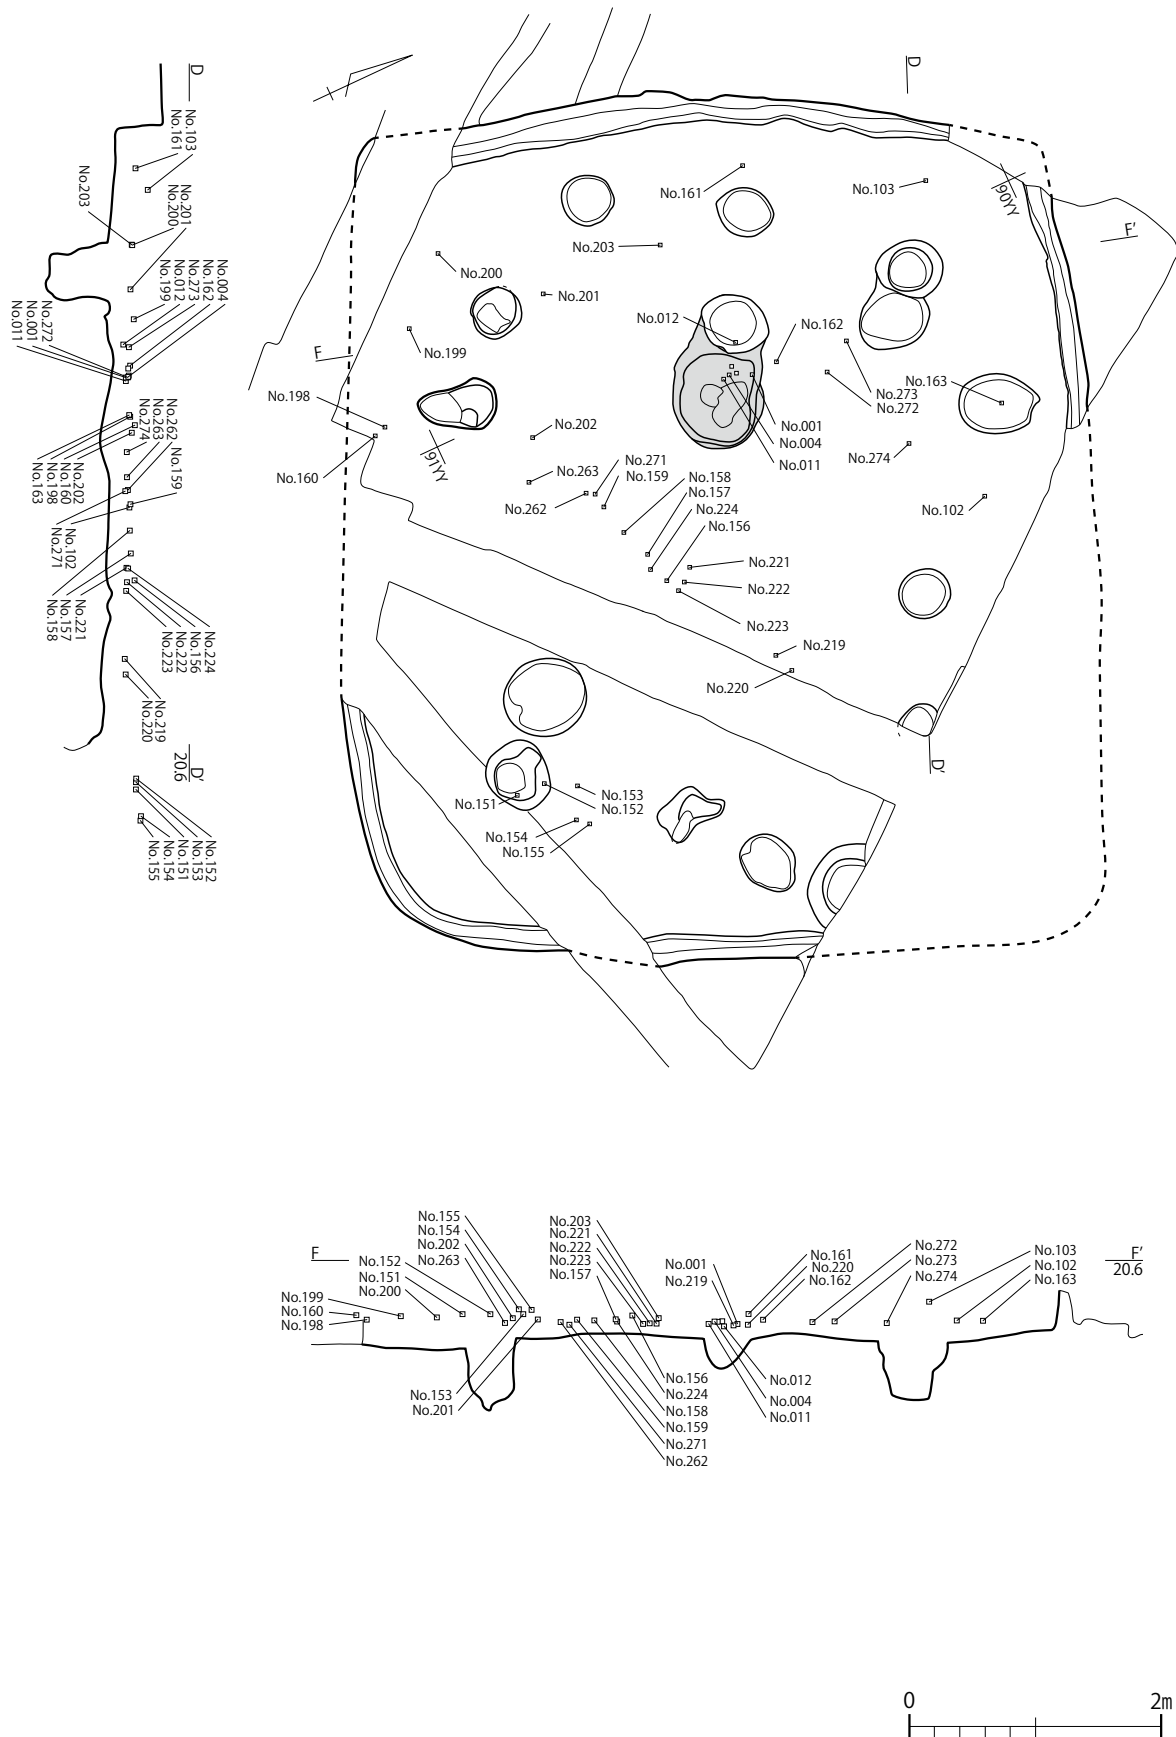 D
No.103
No.161
No.203
No.201
No.200
No.004
No.162
No.273
No.012
No.199
No.272
No.001
No.011
No.262
No.263
No.274
No.159
No.202
No.160
No.198
No.163
No.102
No.271
No.221
No.157
No.158
No.224
No.156
No.222
No.223
No.219
No.220
D'
20.6
No.152
No.153
No.151
No.154
No.155
D
No.161
No.103
'90YY
F'
No.203
No.200
No.201
No.012
No.162
F
No.199
No.273
No.163
No.272
No.198
No.202
No.001
No.004
No.011
No.274
'91YY
No.160
No.263
No.271
No.159
No.158
No.157
No.262
No.224
No.156
No.102
No.221
No.222
No.223
No.219
No.220
D'
No.151
No.153
No.152
No.154
No.155
F
No.155
No.154
No.202
No.263
No.152
No.151
No.200
No.199
No.160
No.198
No.203
No.221
No.222
No.223
No.157
No.001
No.219
No.161
No.220
No.162
No.272
No.273
No.274
No.103
No.102
No.163
F'
20.6
No.153
No.201
No.156
No.224
No.158
No.159
No.271
No.262
No.012
No.004
No.011
0
2m